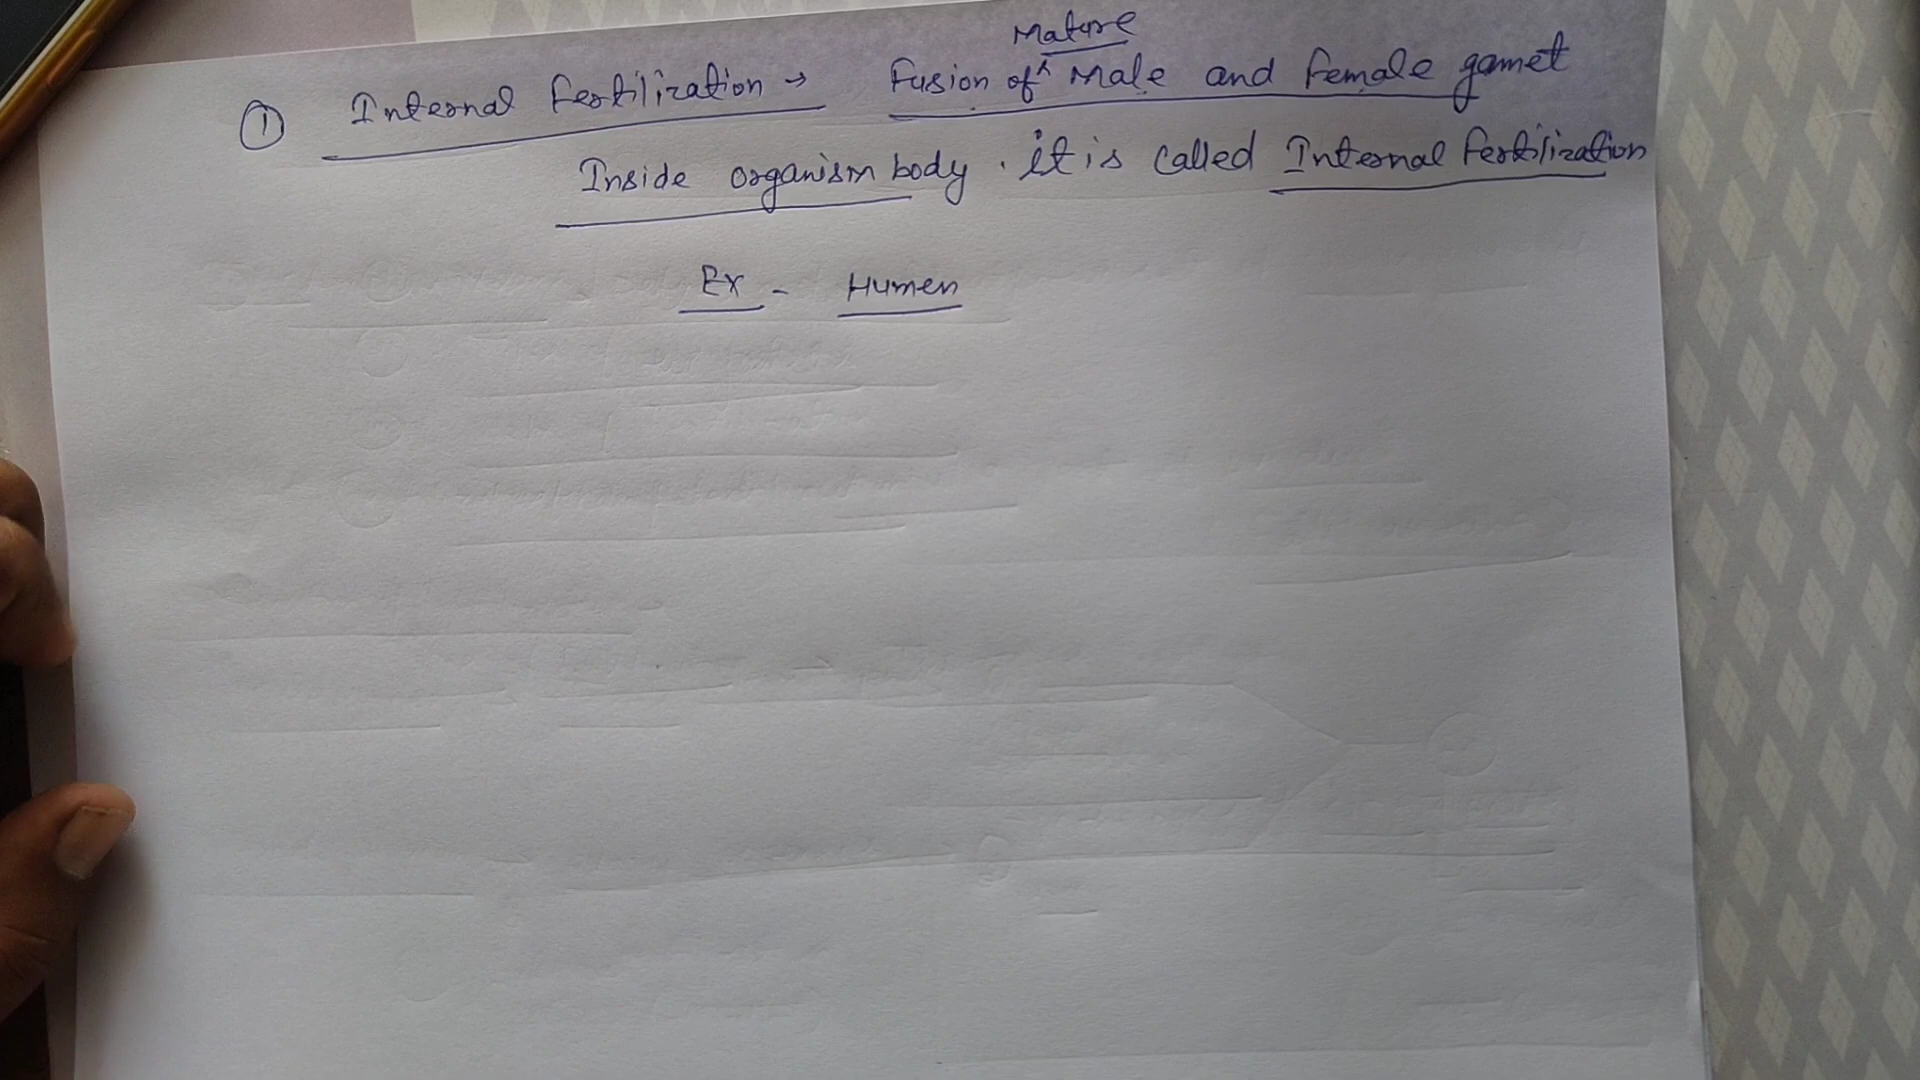 ① Internal fertilization → Fusion of ^ Mature Male and female gamet
Inside organism body . it is called Internal fertilization
Ex - Humen